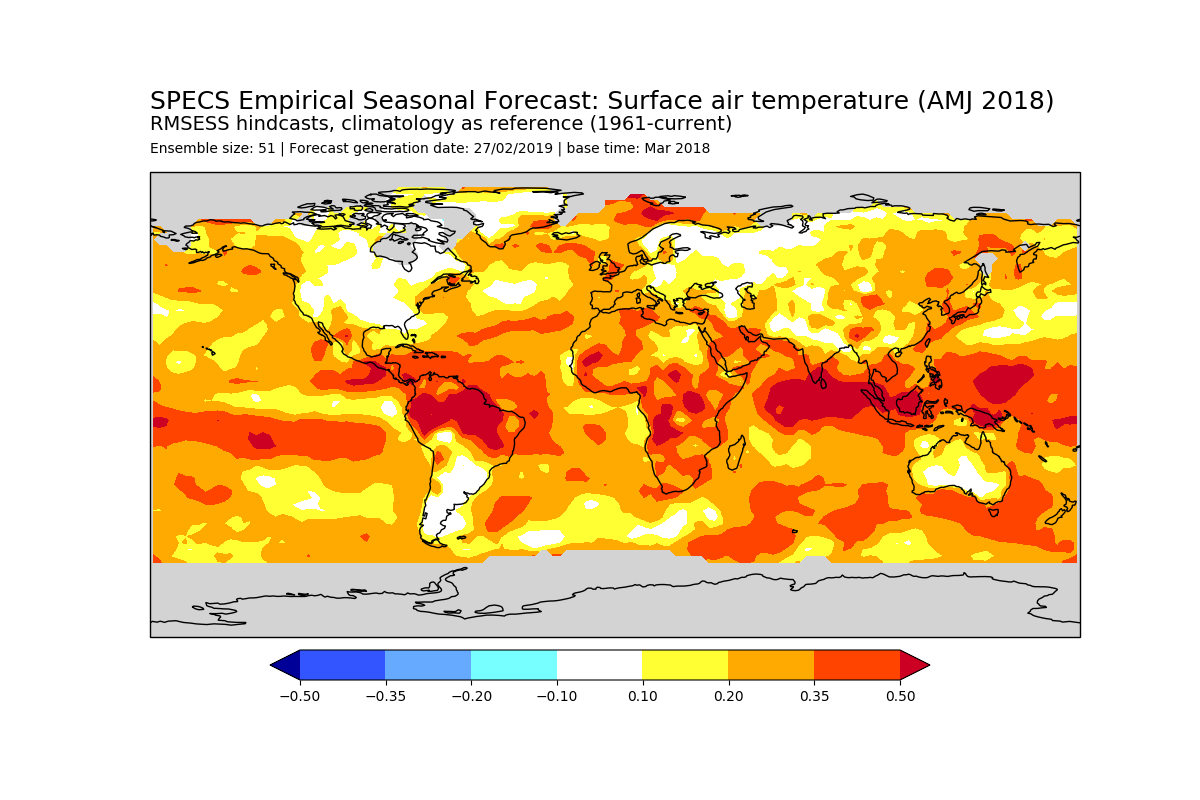 SPECS Empirical Seasonal Forecast: Surface air temperature (AMJ 2018)
RMSESS hindcasts, climatology as reference (1961-current)
Ensemble size: 51 | Forecast generation date: 27/02/2019 | base time: Mar 2018
−0.50 −0.35 −0.20 −0.10 0.10 0.20 0.35 0.50